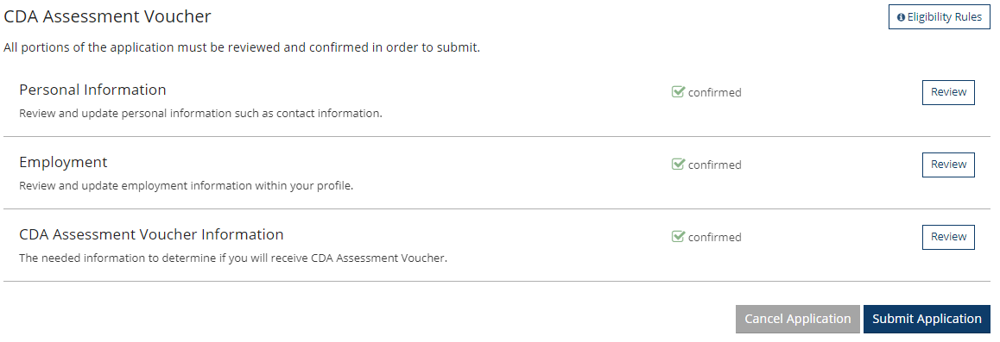 CDA Assessment Voucher
Eligibility Rules
All portions of the application must be reviewed and confirmed in order to submit.
Personal Information
confirmed
Review
Review and update personal information such as contact information.
Employment
confirmed
Review
Review and update employment information within your profile.
CDA Assessment Voucher Information
confirmed
Review
The needed information to determine if you will receive CDA Assessment Voucher.
Cancel Application
Submit Application